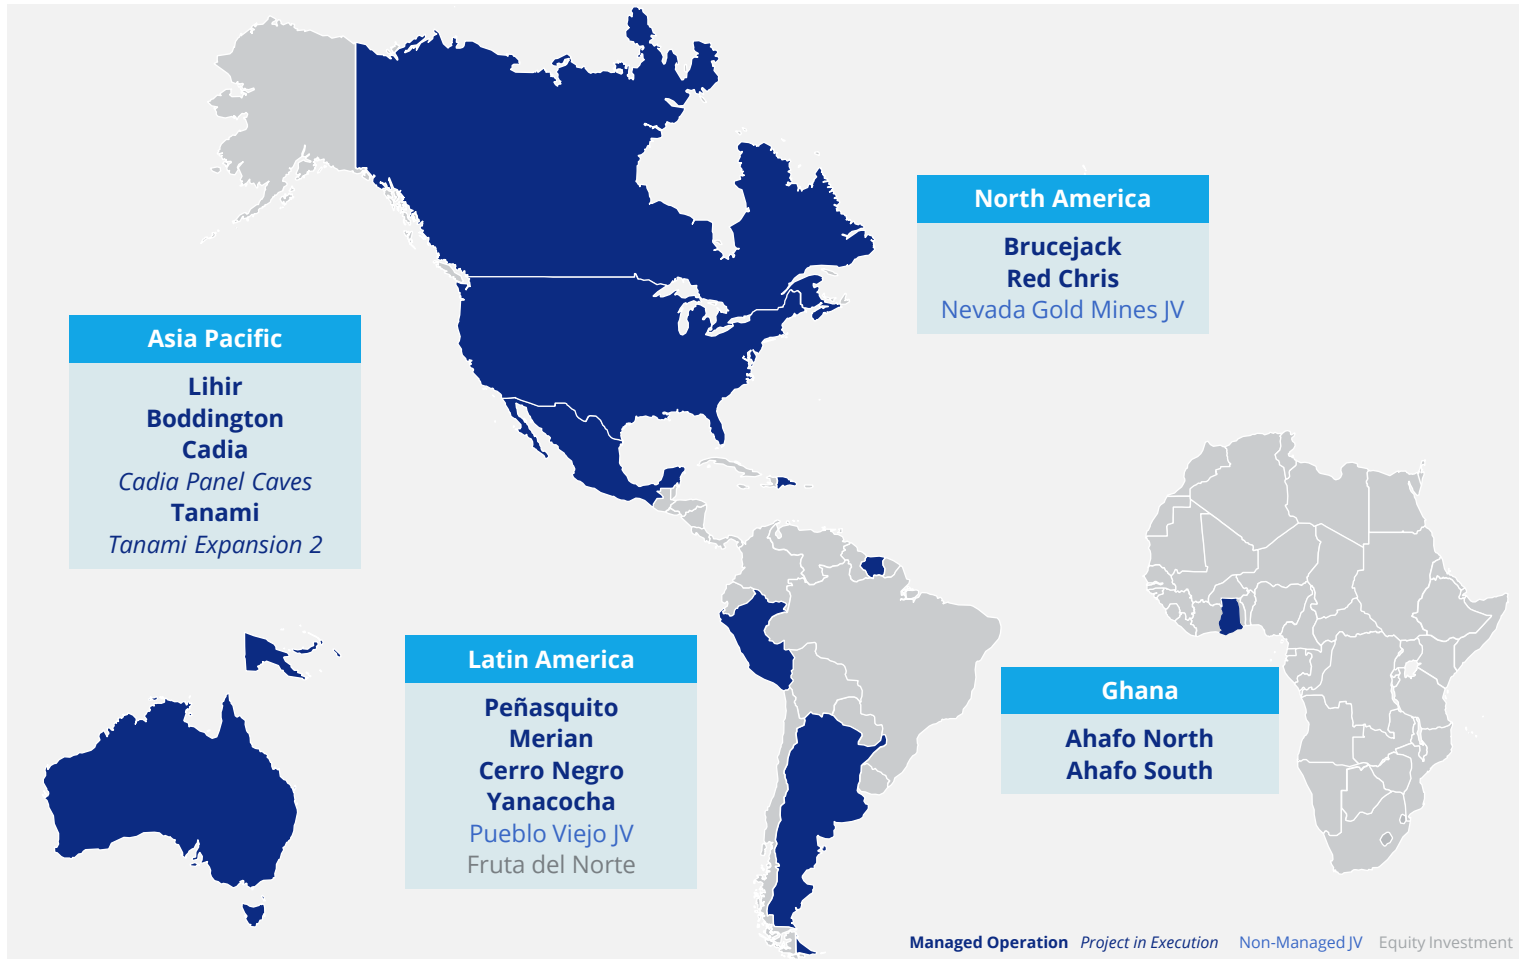 North America
Brucejack
Red Chris
Nevada Gold Mines JV
Asia Pacific
Lihir
Boddington
Cadia
Cadia Panel Caves
Tanami
Tanami Expansion 2
Latin America
Peñasquito
Merian
Cerro Negro
Yanacocha
Pueblo Viejo JV
Fruta del Norte
Ghana
Ahafo North
Ahafo South
Managed Operation Project in Execution Non-Managed JV Equity Investment